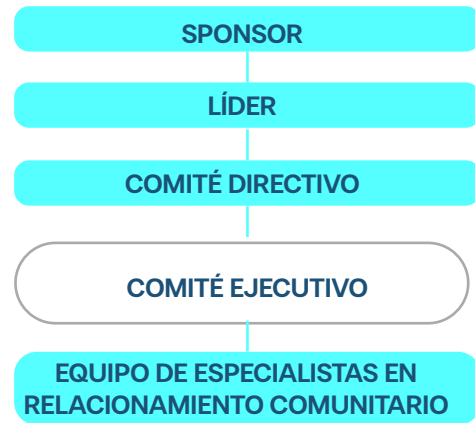 SPONSOR
LÍDER
COMITÉ DIRECTIVO
COMITÉ EJECUTIVO
EQUIPO DE ESPECIALISTAS EN
RELACIONAMIENTO COMUNITARIO